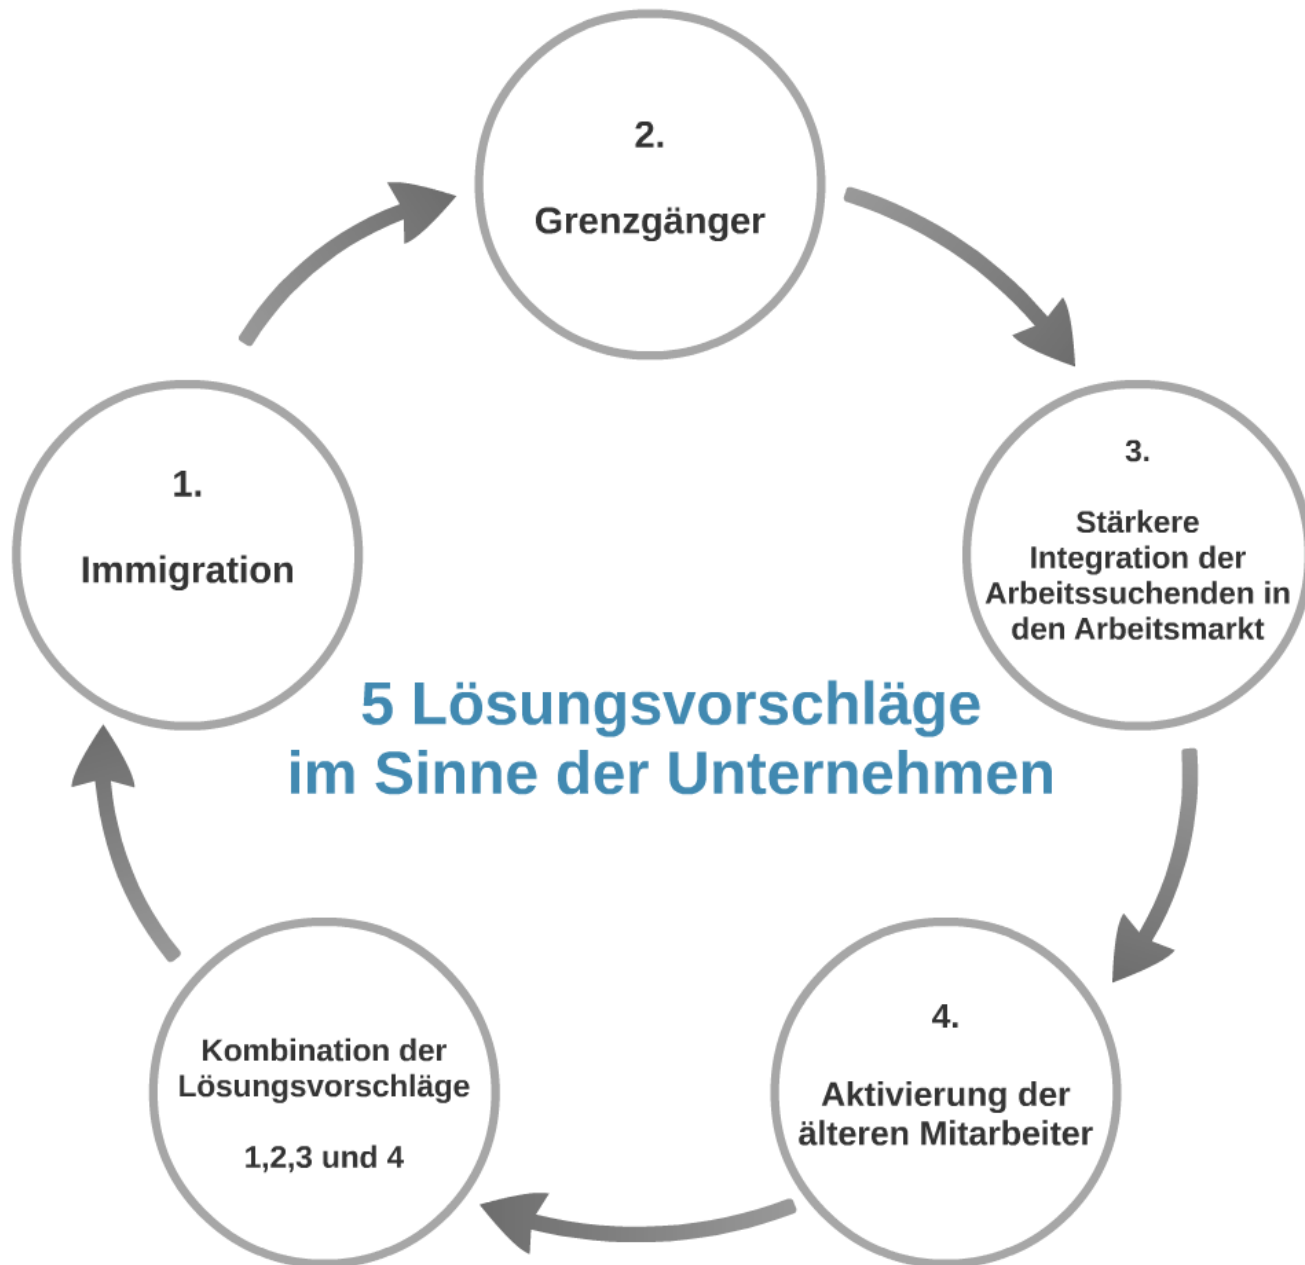 2.
Grenzgänger
1.
Immigration
3.
Stärkere
Integration der
Arbeitssuchenden in
den Arbeitsmarkt
5 Lösungsvorschläge
im Sinne der Unternehmen
4.
Aktivierung der
älteren Mitarbeiter
Kombination der
Lösungsvorschläge
1,2,3 und 4